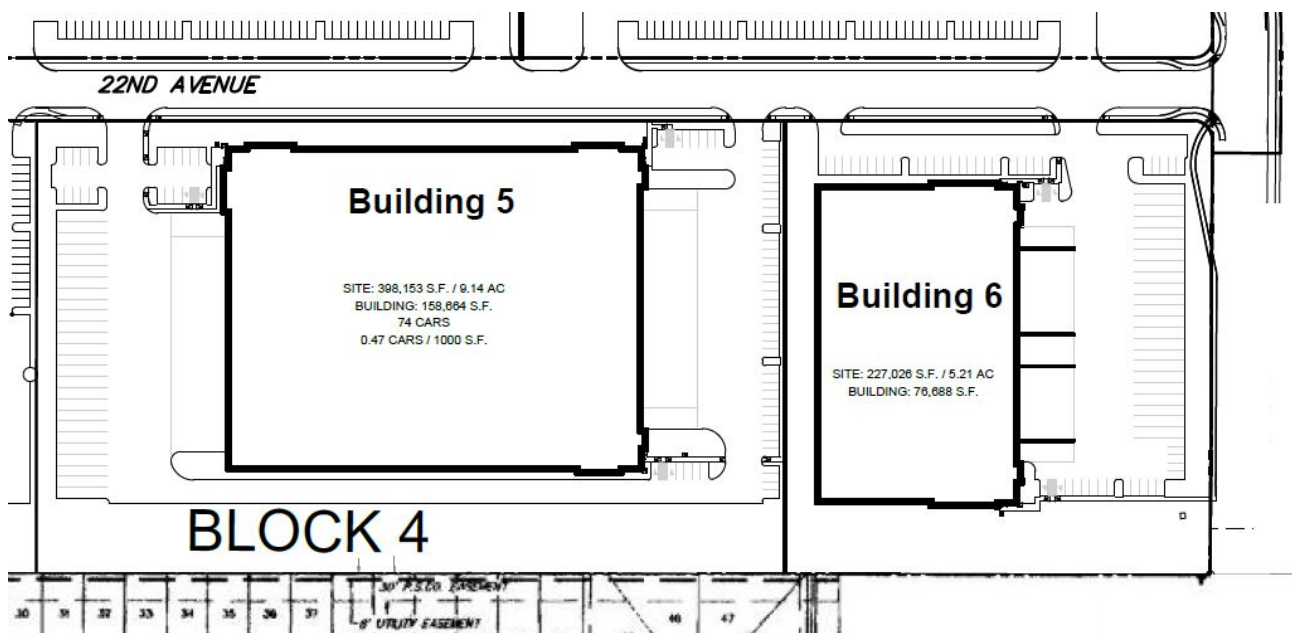 22ND AVENUE
Building 5
SITE: 398,153 S.F. / 9.14 AC
BUILDING: 158,664 S.F.
74 CARS
0.47 CARS / 1000 S.F.
Building 6
SITE: 227,026 S.F. / 5.21 AC
BUILDING: 76,688 S.F.
BLOCK 4
30' P.S.CO. EASEMENT
30 31 32 33 34 35 36 37 46 47
8' UTILITY EASEMENT